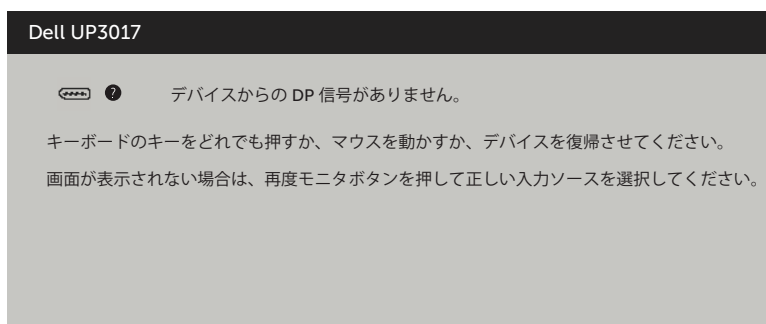 Dell UP3017
? デバイスからの DP 信号がありません。
キーボードのキーをどれでも押すか、マウスを動かすか、デバイスを復帰させてください。
画面が表示されない場合は、再度モニタボタンを押して正しい入力ソースを選択してください。